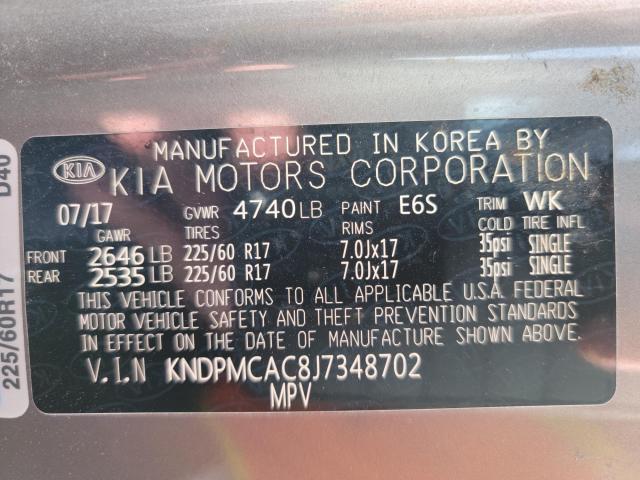 MANUFACTURED IN KOREA BY
KIA KIA MOTORS CORPORATION
07/17 GVWR 4740 LB PAINT E6S TRIM WK
GAWR TIRES RIMS COLD TIRE INFL
FRONT 2646 LB 225/60 R17 7.0Jx17 35psi SINGLE
REAR 2535 LB 225/60 R17 7.0Jx17 35psi SINGLE
THIS VEHICLE CONFORMS TO ALL APPLICABLE U.S.A. FEDERAL
MOTOR VEHICLE SAFETY AND THEFT PREVENTION STANDARDS
IN EFFECT ON THE DATE OF MANUFACTURE SHOWN ABOVE.
V.I.N KNDPMCAC8J7348702
MPV
225/60R17